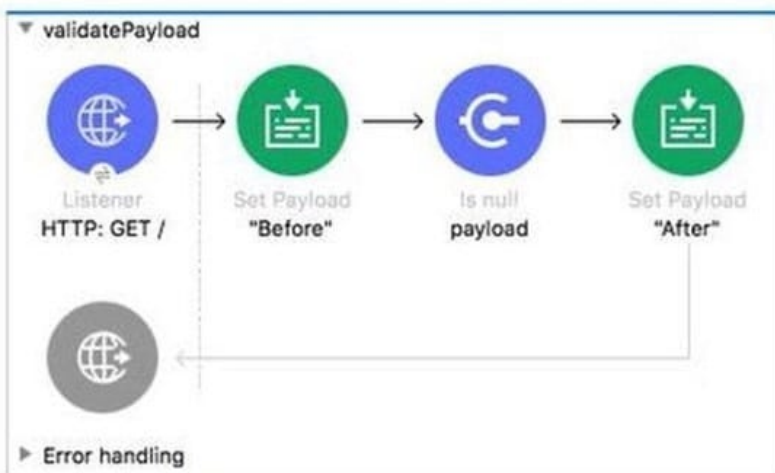 validatePayload
Listener
HTTP: GET /
Set Payload
"Before"
Is null
payload
Set Payload
"After"
Error handling